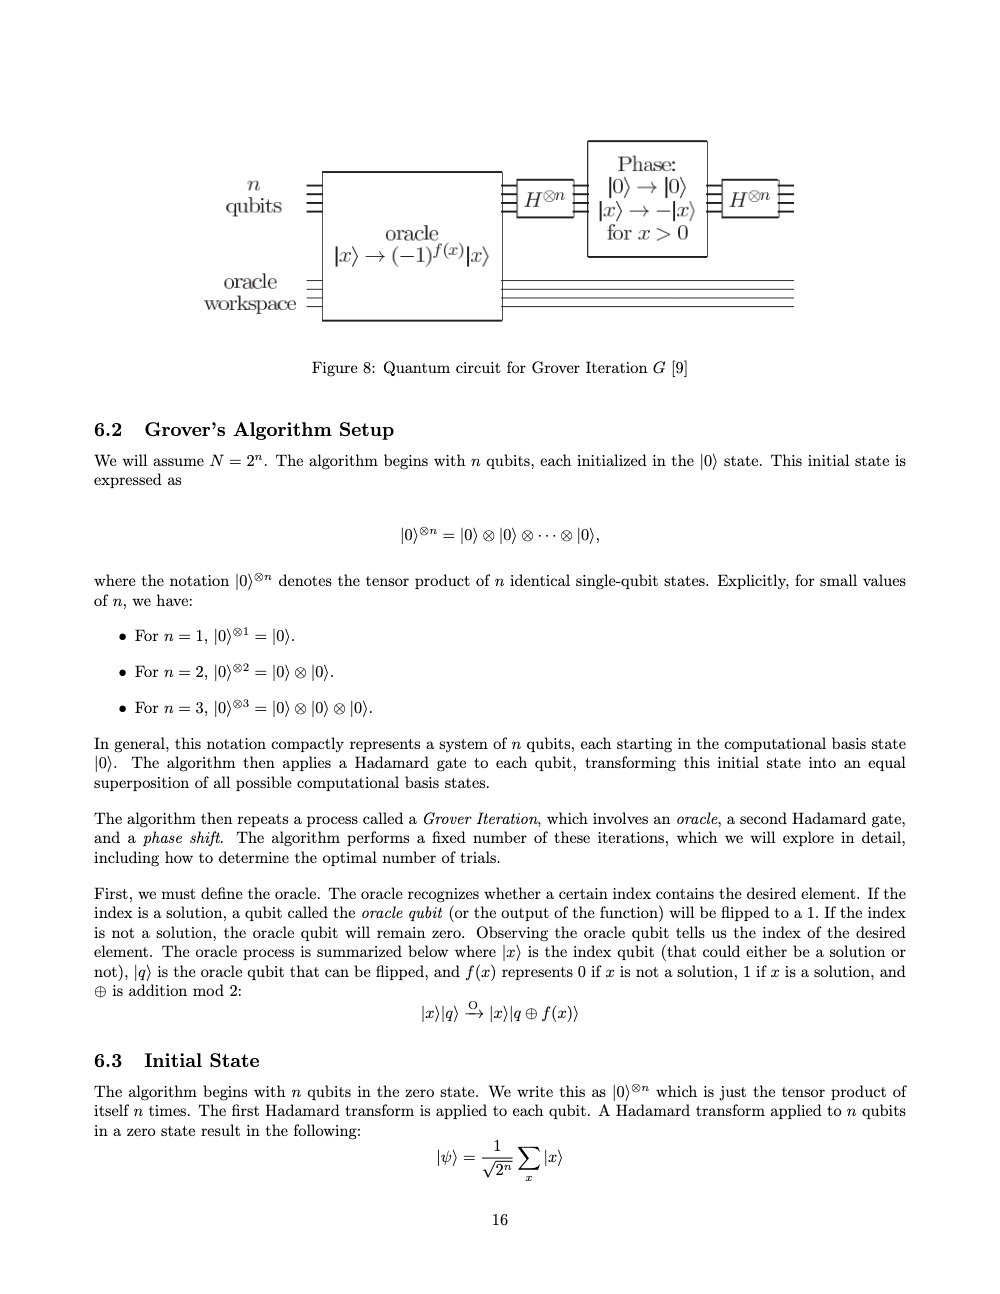 n
qubits
oracle
workspace
oracle
|x⟩ → (−1)^{f(x)}|x⟩
H^{⊗n}
Phase:
|0⟩ → |0⟩
|x⟩ → −|x⟩
for x > 0
H^{⊗n}
Figure 8: Quantum circuit for Grover Iteration G [9]
6.2 Grover's Algorithm Setup
We will assume N = 2^n. The algorithm begins with n qubits, each initialized in the |0⟩ state. This initial state is
expressed as
|0⟩^{⊗n} = |0⟩ ⊗ |0⟩ ⊗ ··· ⊗ |0⟩,
where the notation |0⟩^{⊗n} denotes the tensor product of n identical single-qubit states. Explicitly, for small values
of n, we have:
• For n = 1, |0⟩^{⊗1} = |0⟩.
• For n = 2, |0⟩^{⊗2} = |0⟩ ⊗ |0⟩.
• For n = 3, |0⟩^{⊗3} = |0⟩ ⊗ |0⟩ ⊗ |0⟩.
In general, this notation compactly represents a system of n qubits, each starting in the computational basis state
|0⟩. The algorithm then applies a Hadamard gate to each qubit, transforming this initial state into an equal
superposition of all possible computational basis states.
The algorithm then repeats a process called a Grover Iteration, which involves an oracle, a second Hadamard gate,
and a phase shift. The algorithm performs a fixed number of these iterations, which we will explore in detail,
including how to determine the optimal number of trials.
First, we must define the oracle. The oracle recognizes whether a certain index contains the desired element. If the
index is a solution, a qubit called the oracle qubit (or the output of the function) will be flipped to a 1. If the index
is not a solution, the oracle qubit will remain zero. Observing the oracle qubit tells us the index of the desired
element. The oracle process is summarized below where |x⟩ is the index qubit (that could either be a solution or
not), |q⟩ is the oracle qubit that can be flipped, and f(x) represents 0 if x is not a solution, 1 if x is a solution, and
⊕ is addition mod 2:
|x⟩|q⟩ \xrightarrow{O} |x⟩|q ⊕ f(x)⟩
6.3 Initial State
The algorithm begins with n qubits in the zero state. We write this as |0⟩^{⊗n} which is just the tensor product of
itself n times. The first Hadamard transform is applied to each qubit. A Hadamard transform applied to n qubits
in a zero state result in the following:
|ψ⟩ = \frac{1}{\sqrt{2^n}} \sum_x |x⟩
16